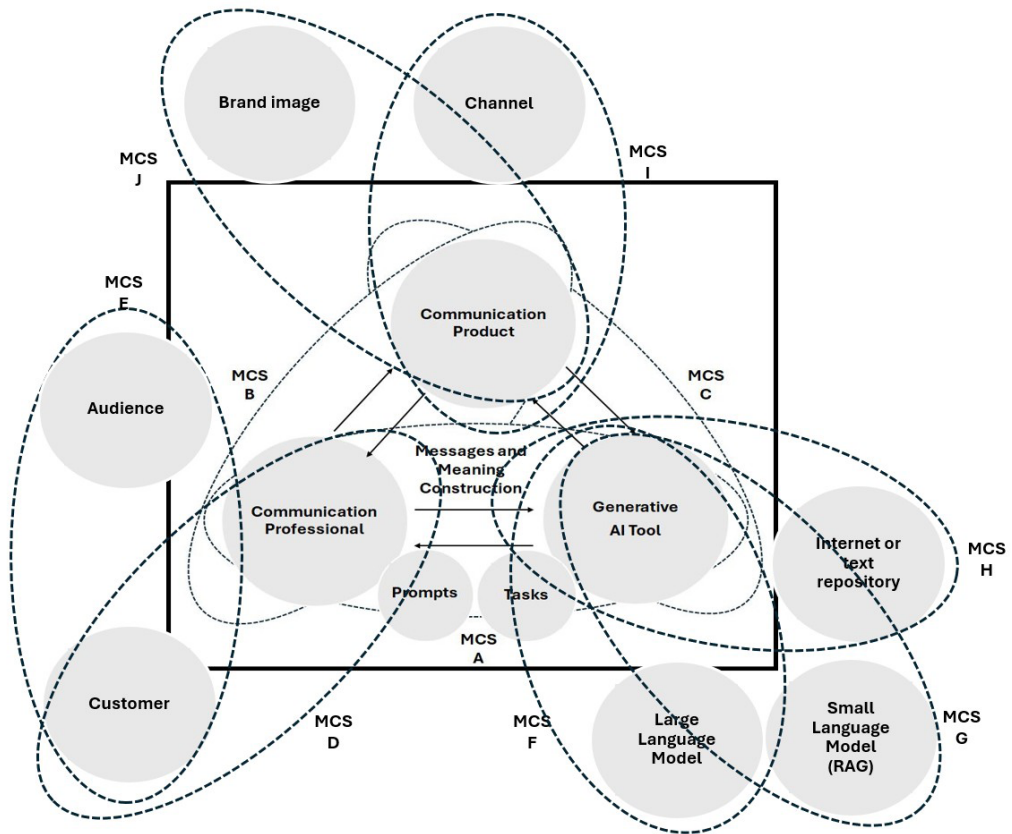 Brand image
Channel
MCS
J
MCS
I
MCS
E
Communication
Product
MCS
B
MCS
C
Audience
Messages and
Meaning
Construction
Communication
Professional
Generative
AI Tool
Internet or
text
repository
MCS
H
Prompts
Tasks
MCS
A
Customer
MCS
D
MCS
F
Large
Language
Model
Small
Language
Model
(RAG)
MCS
G